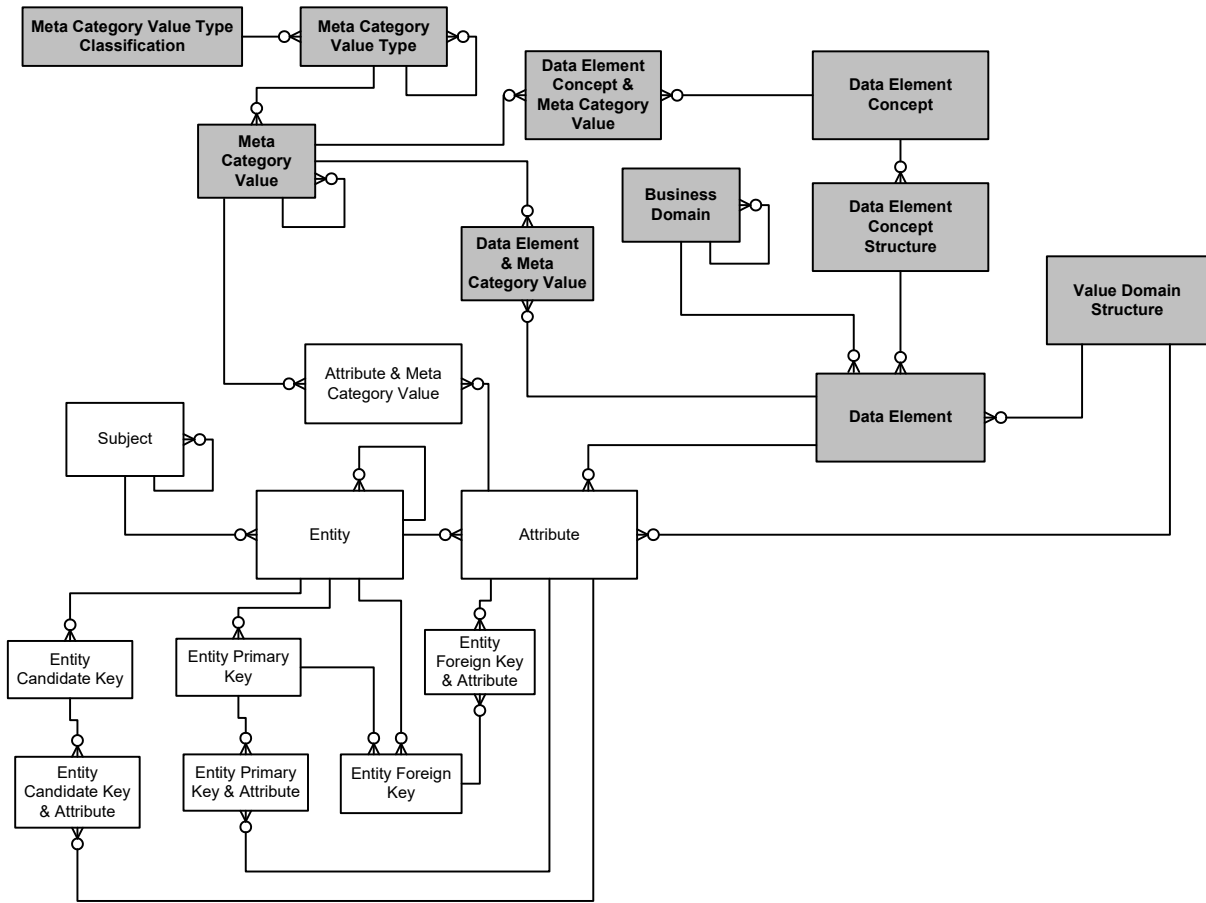 Meta Category Value Type
Classification
Meta Category
Value Type
Data Element
Concept &
Meta Category
Value
Data Element
Concept
Meta
Category
Value
Business
Domain
Data Element
Concept
Structure
Data Element
& Meta
Category Value
Value Domain
Structure
Attribute & Meta
Category Value
Data Element
Subject
Entity
Attribute
Entity
Candidate Key
Entity Primary
Key
Entity
Foreign Key
& Attribute
Entity
Candidate Key
& Attribute
Entity Primary
Key & Attribute
Entity Foreign
Key